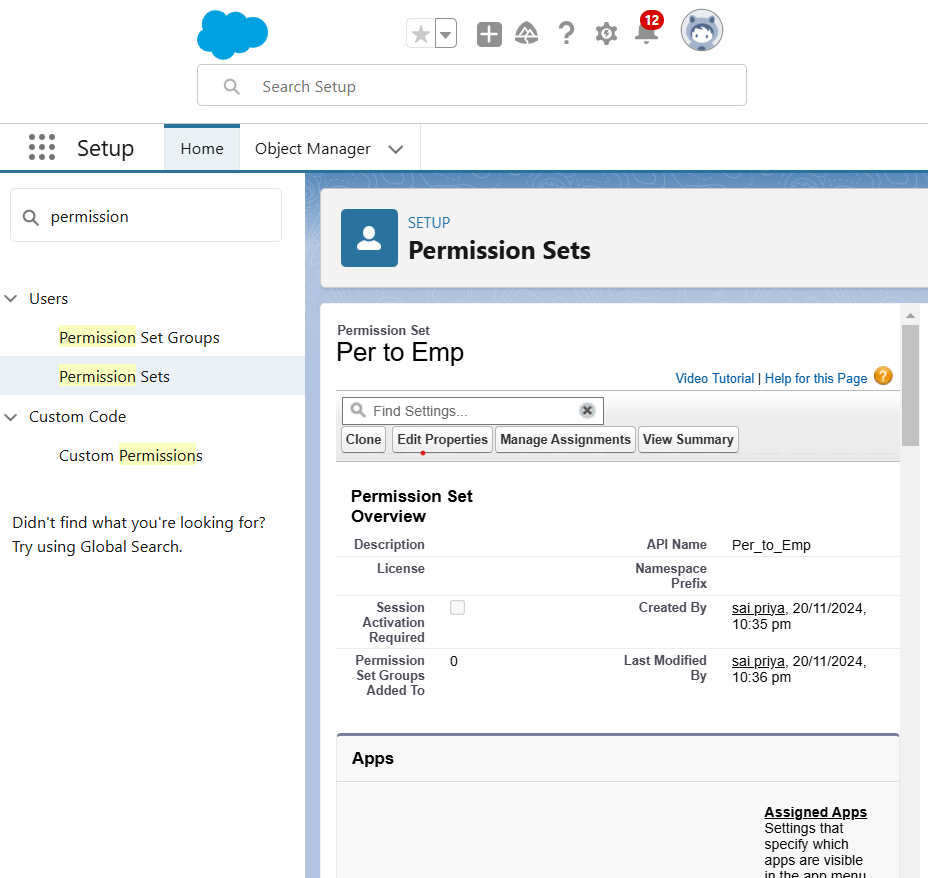 12
Search Setup
Setup
Home
Object Manager
permission
Users
Permission Set Groups
Permission Sets
Custom Code
Custom Permissions
Didn't find what you're looking for?
Try using Global Search.
SETUP
Permission Sets
Permission Set
Per to Emp
Video Tutorial | Help for this Page ?
Find Settings...
Clone
Edit Properties
Manage Assignments
View Summary
Permission Set
Overview
Description
API Name Per_to_Emp
License
Namespace
Prefix
Session
Activation
Required
Created By sai priya, 20/11/2024,
10:35 pm
Permission
Set Groups
Added To
0
Last Modified
By
sai priya, 20/11/2024,
10:36 pm
Apps
Assigned Apps
Settings that
specify which
apps are visible
in the app menu